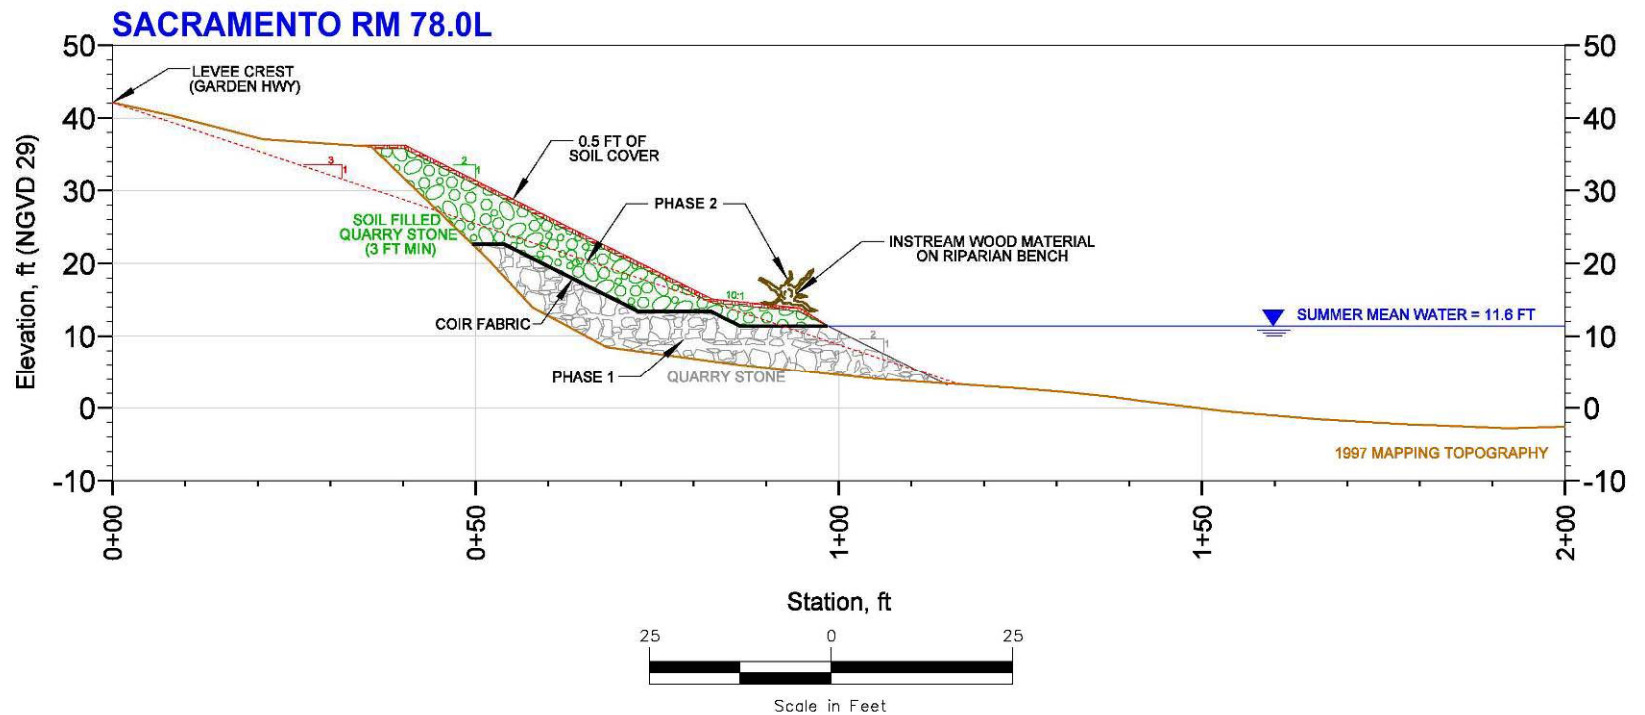 SACRAMENTO RM 78.0L
50
50
LEVEE CREST
(GARDEN HWY)
40
40
0.5 FT OF
SOIL COVER
3
1
2
1
30
30
PHASE 2
SOIL FILLED
QUARRY STONE
(3 FT MIN)
INSTREAM WOOD MATERIAL
ON RIPARIAN BENCH
20
20
10:1
COIR FABRIC
SUMMER MEAN WATER = 11.6 FT
10
10
2
1
PHASE 1
QUARRY STONE
0
0
1997 MAPPING TOPOGRAPHY
-10
-10
Elevation, ft (NGVD 29)
0+00
0+50
1+00
1+50
2+00
Station, ft
25
0
25
Scale in Feet